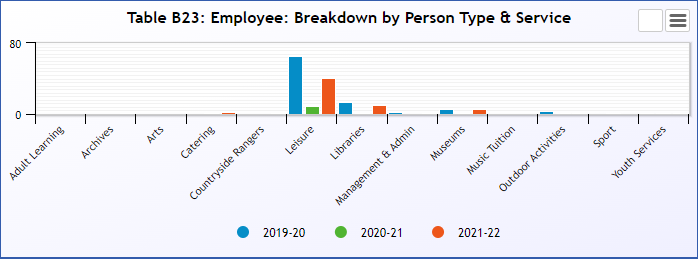 Table B23: Employee: Breakdown by Person Type & Service
80
0
Adult Learning
Archives
Arts
Catering
Countryside Rangers
Leisure
Libraries
Management & Admin
Museums
Music Tuition
Outdoor Activities
Sport
Youth Services
2019-20 2020-21 2021-22